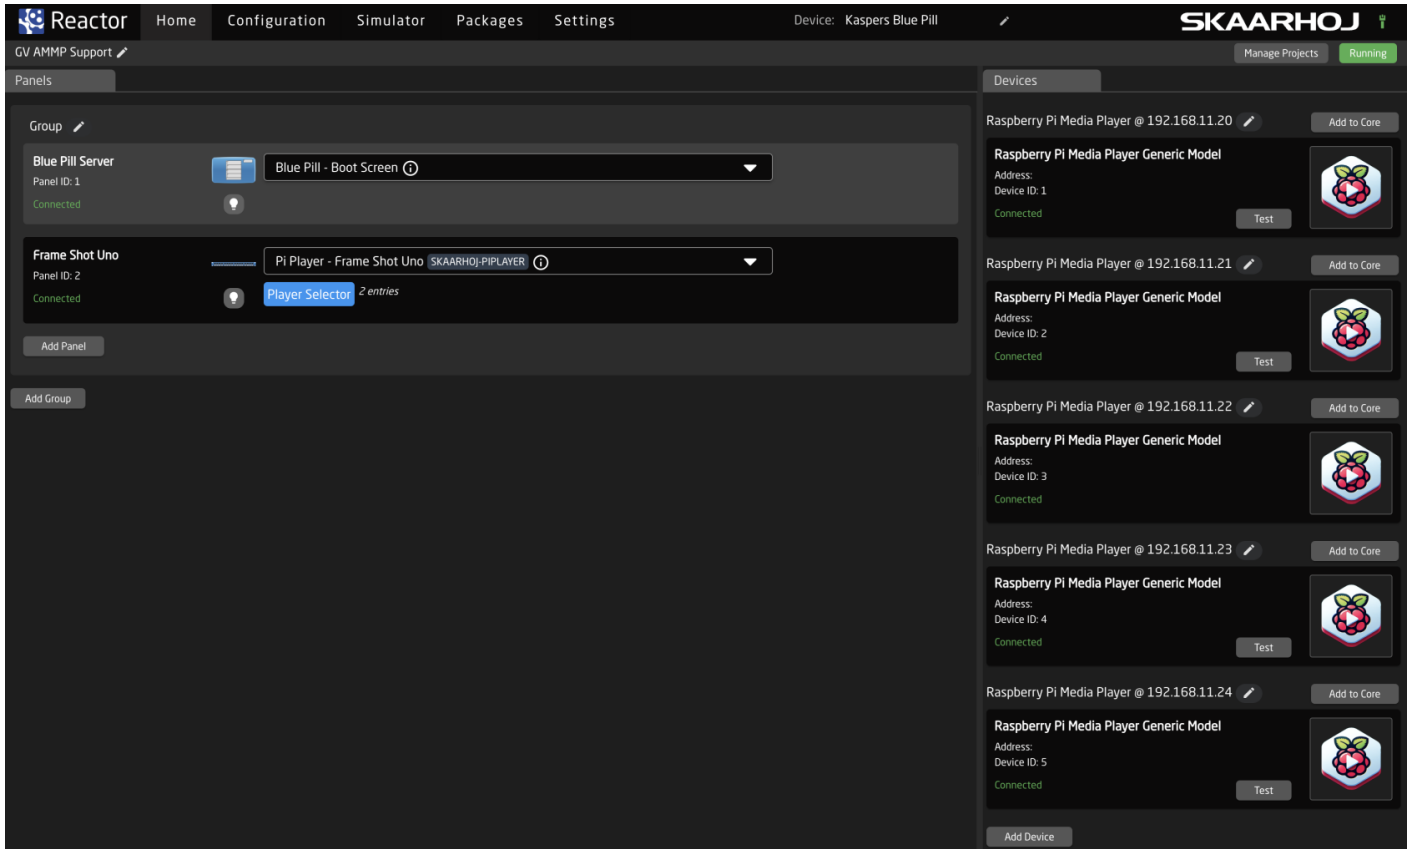 Reactor Home Configuration Simulator Packages Settings Device: Kaspers Blue Pill SKAARHOJ
GV AMMP Support Manage Projects Running
Panels
Group
Blue Pill Server
Panel ID: 1
Connected
Blue Pill - Boot Screen
Frame Shot Uno
Panel ID: 2
Connected
Pi Player - Frame Shot Uno SKAARHOJ-PIPLAYER
Player Selector 2 entries
Add Panel
Add Group
Devices
Raspberry Pi Media Player @ 192.168.11.20 Add to Core
Raspberry Pi Media Player Generic Model
Address:
Device ID: 1
Connected
Test
Raspberry Pi Media Player @ 192.168.11.21 Add to Core
Raspberry Pi Media Player Generic Model
Address:
Device ID: 2
Connected
Test
Raspberry Pi Media Player @ 192.168.11.22 Add to Core
Raspberry Pi Media Player Generic Model
Address:
Device ID: 3
Connected
Raspberry Pi Media Player @ 192.168.11.23 Add to Core
Raspberry Pi Media Player Generic Model
Address:
Device ID: 4
Connected
Test
Raspberry Pi Media Player @ 192.168.11.24 Add to Core
Raspberry Pi Media Player Generic Model
Address:
Device ID: 5
Connected
Test
Add Device